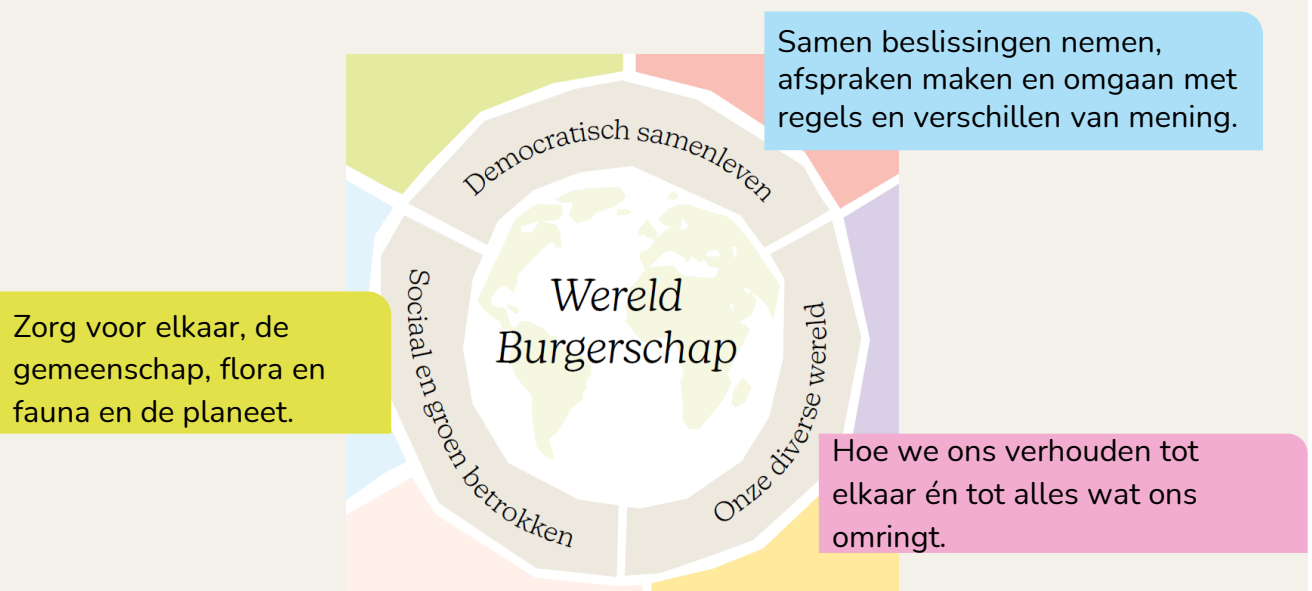 Samen beslissingen nemen,
afspraken maken en omgaan met
regels en verschillen van mening.
Democratisch samenleven
Wereld
Burgerschap
Sociaal en groen betrokken
Onze diverse wereld
Zorg voor elkaar, de
gemeenschap, flora en
fauna en de planeet.
Hoe we ons verhouden tot
elkaar én tot alles wat ons
omringt.